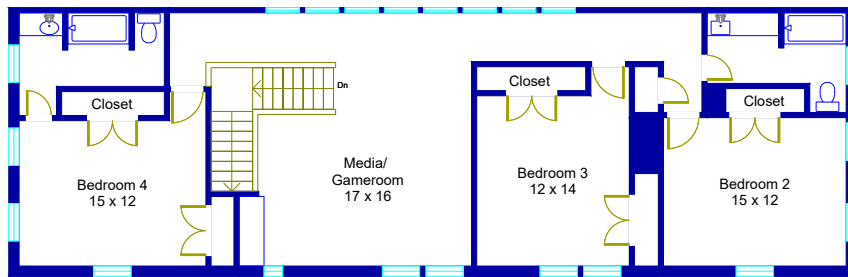 Dn
Closet
Closet
Closet
Media/
Gameroom
17 x 16
Bedroom 4
15 x 12
Bedroom 3
12 x 14
Bedroom 2
15 x 12